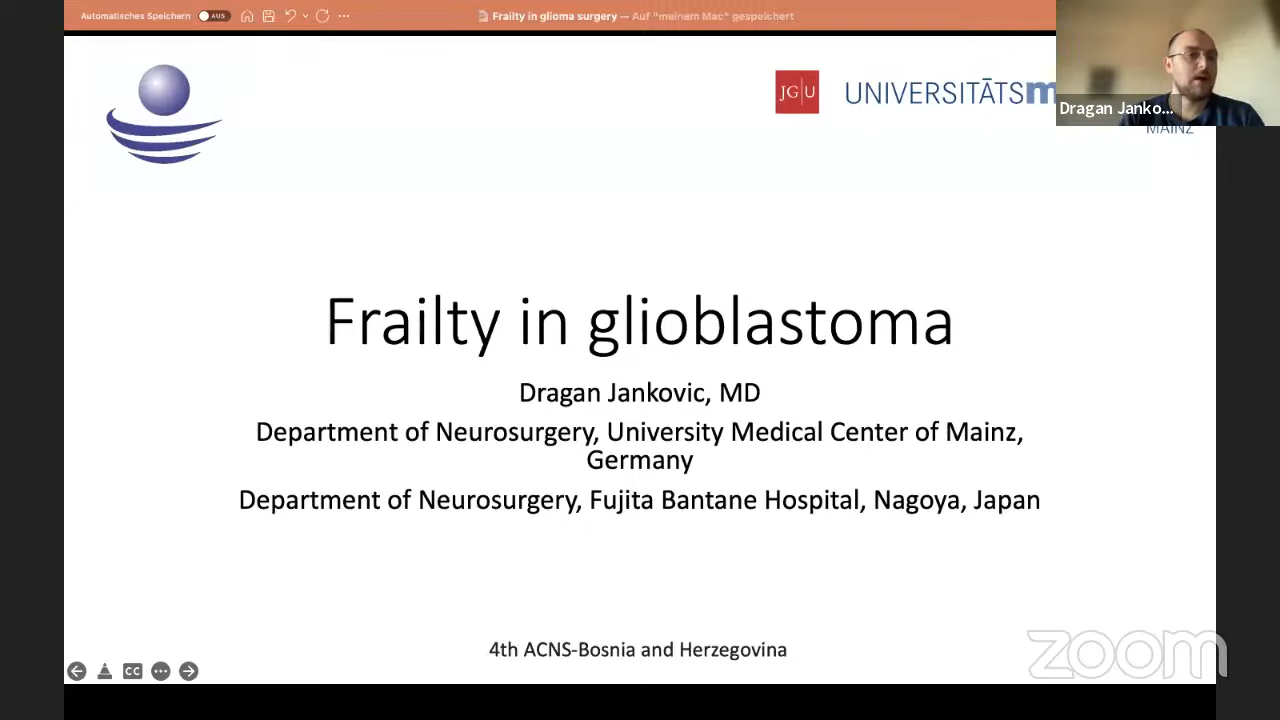 Automatisches Speichern AUS
Frailty in glioma surgery — Auf "meinem Mac" gespeichert
JG|U UNIVERSITĀTSm
MAINZ
Dragan Janko...
Frailty in glioblastoma
Dragan Jankovic, MD
Department of Neurosurgery, University Medical Center of Mainz,
Germany
Department of Neurosurgery, Fujita Bantane Hospital, Nagoya, Japan
4th ACNS-Bosnia and Herzegovina
CC
zoom